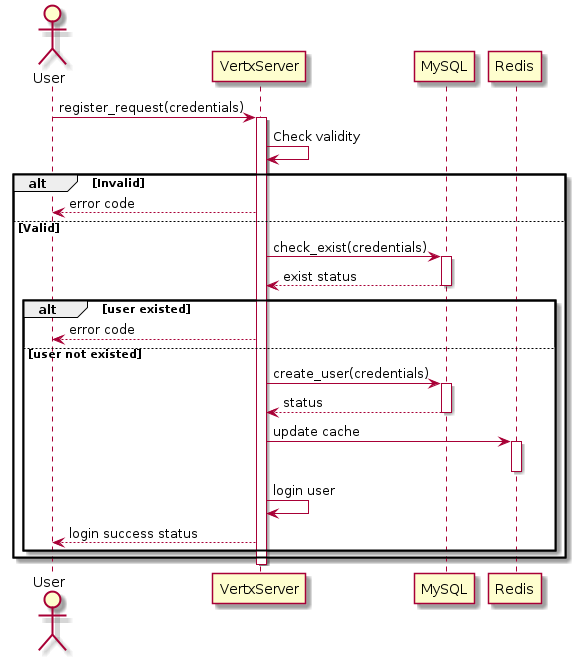 User
VertxServer
MySQL
Redis
register_request(credentials)
Check validity
alt [Invalid]
error code
[Valid]
check_exist(credentials)
exist status
alt [user existed]
error code
[user not existed]
create_user(credentials)
status
update cache
login user
login success status
User
VertxServer
MySQL
Redis